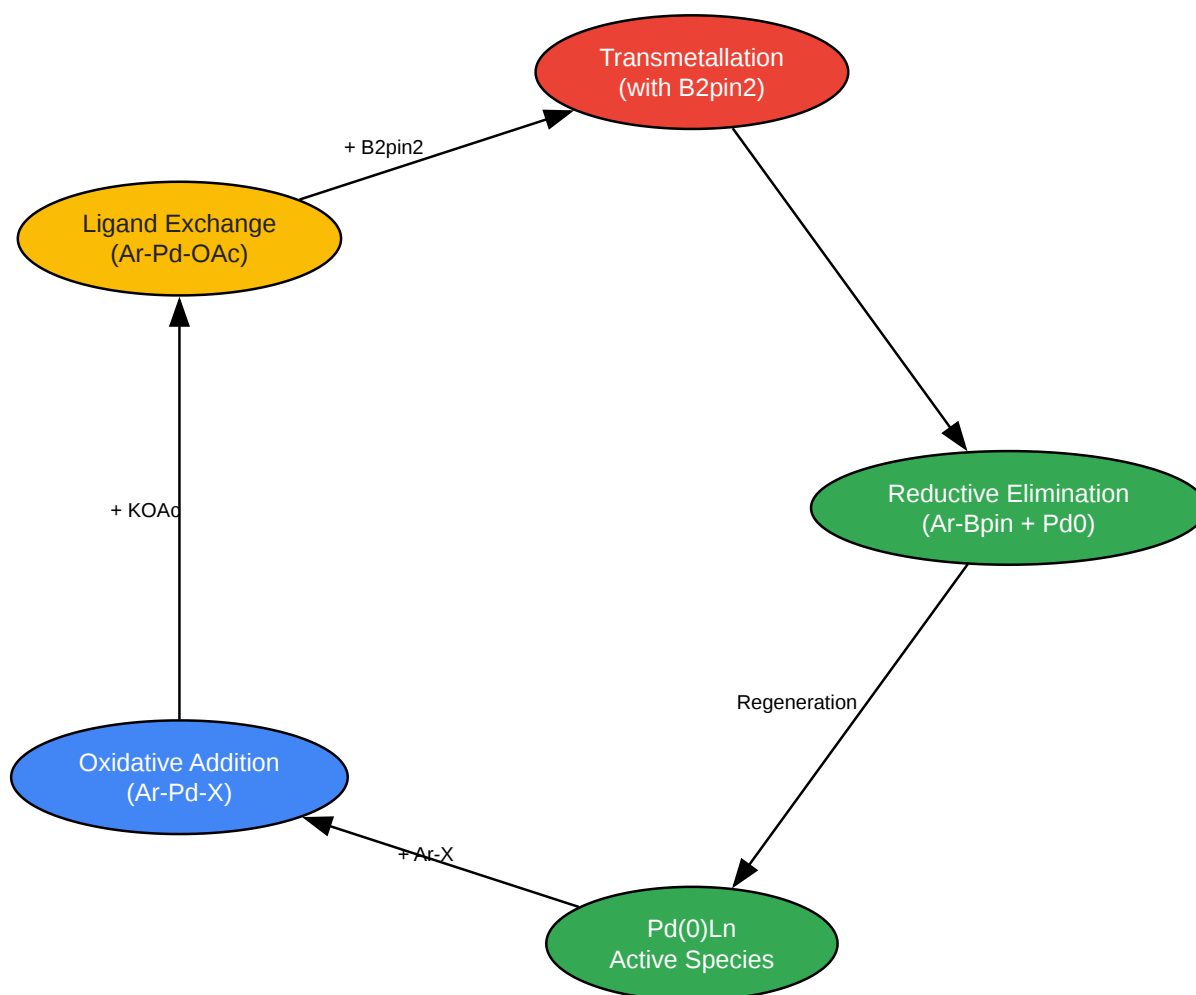 Transmetallation
(with B2pin2)
+ B2pin2
Ligand Exchange
(Ar-Pd-OAc)
Reductive Elimination
(Ar-Bpin + Pd0)
+ KOAc
Regeneration
Oxidative Addition
(Ar-Pd-X)
+ Ar-X
Pd(0)Ln
Active Species